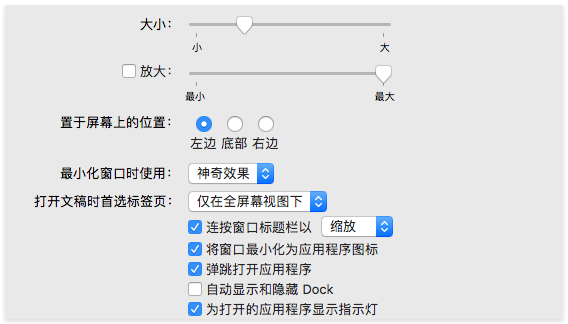 大小：
小 大
放大：
最小 最大
置于屏幕上的位置：
左边 底部 右边
最小化窗口时使用： 神奇效果
打开文稿时首选标签页： 仅在全屏幕视图下
连按窗口标题栏以 缩放
将窗口最小化为应用程序图标
弹跳打开应用程序
自动显示和隐藏 Dock
为打开的应用程序显示指示灯